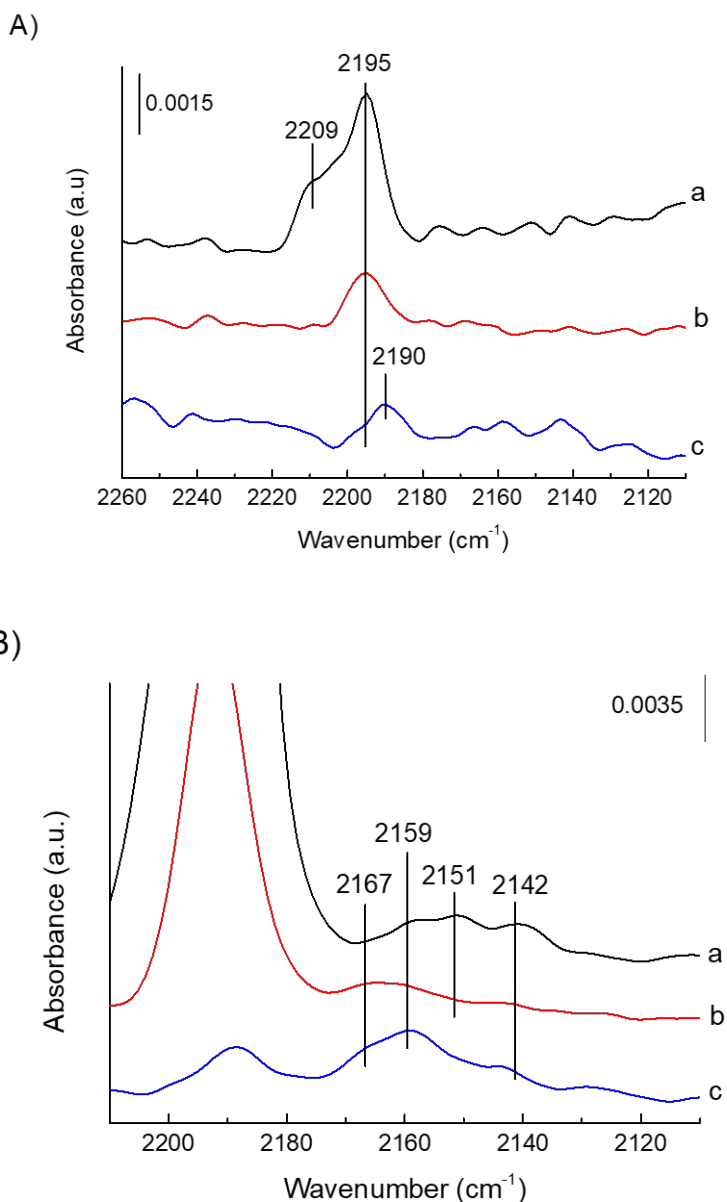 A)
2195
0.0015
2209
a
b
2190
c
Absorbance (a.u)
2260 2240 2220 2200 2180 2160 2140 2120
Wavenumber (cm⁻¹)
B)
0.0035
2159
2167 2151 2142
a
b
c
Absorbance (a.u.)
2200 2180 2160 2140 2120
Wavenumber (cm⁻¹)